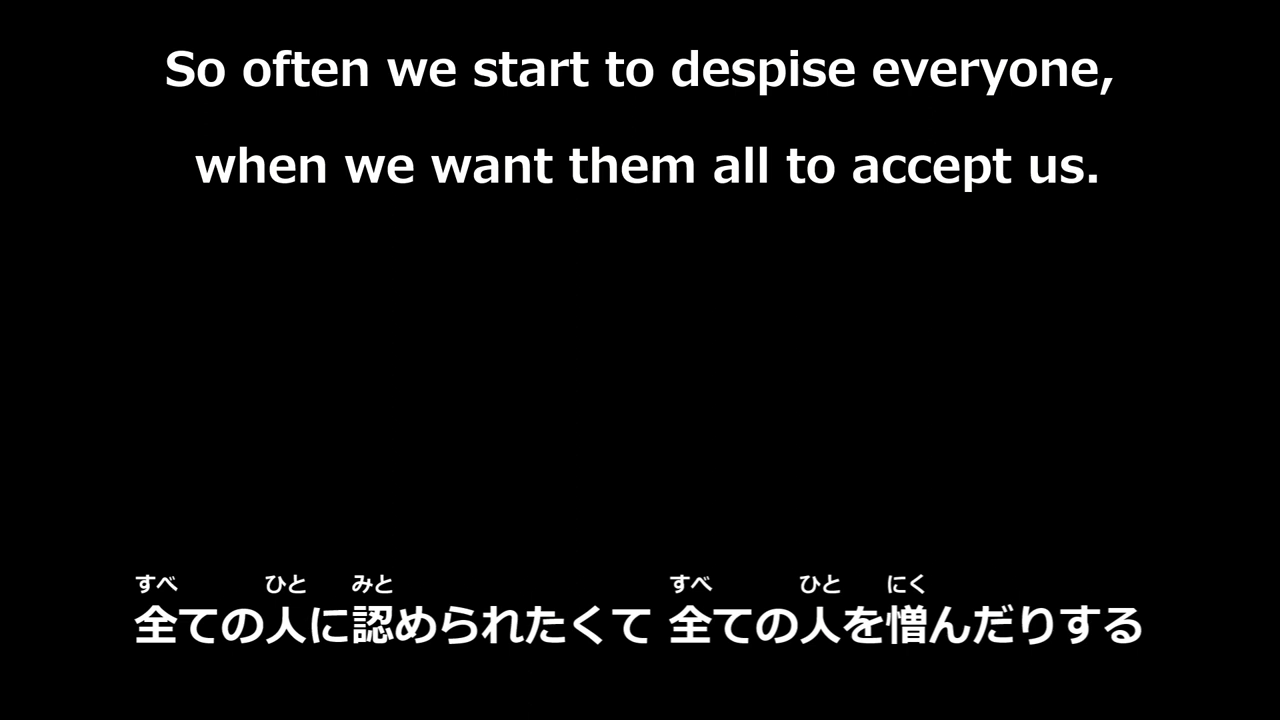 So often we start to despise everyone,
when we want them all to accept us.
すべ ひと みと すべ ひと にく
全ての人に認められたくて 全ての人を憎んだりする